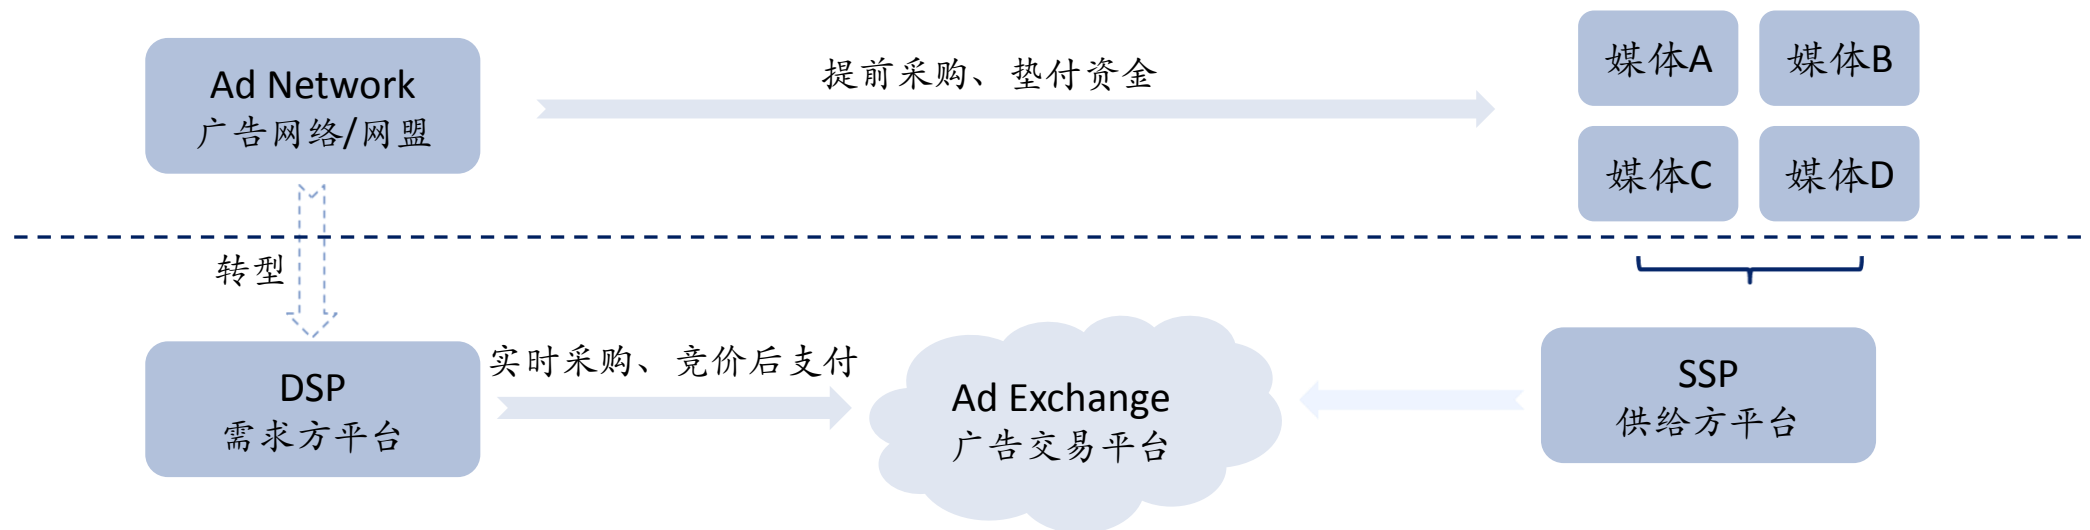 Ad Network
广告网络/网盟
提前采购、垫付资金
媒体A
媒体B
媒体C
媒体D
转型
DSP
需求方平台
实时采购、竞价后支付
Ad Exchange
广告交易平台
SSP
供给方平台